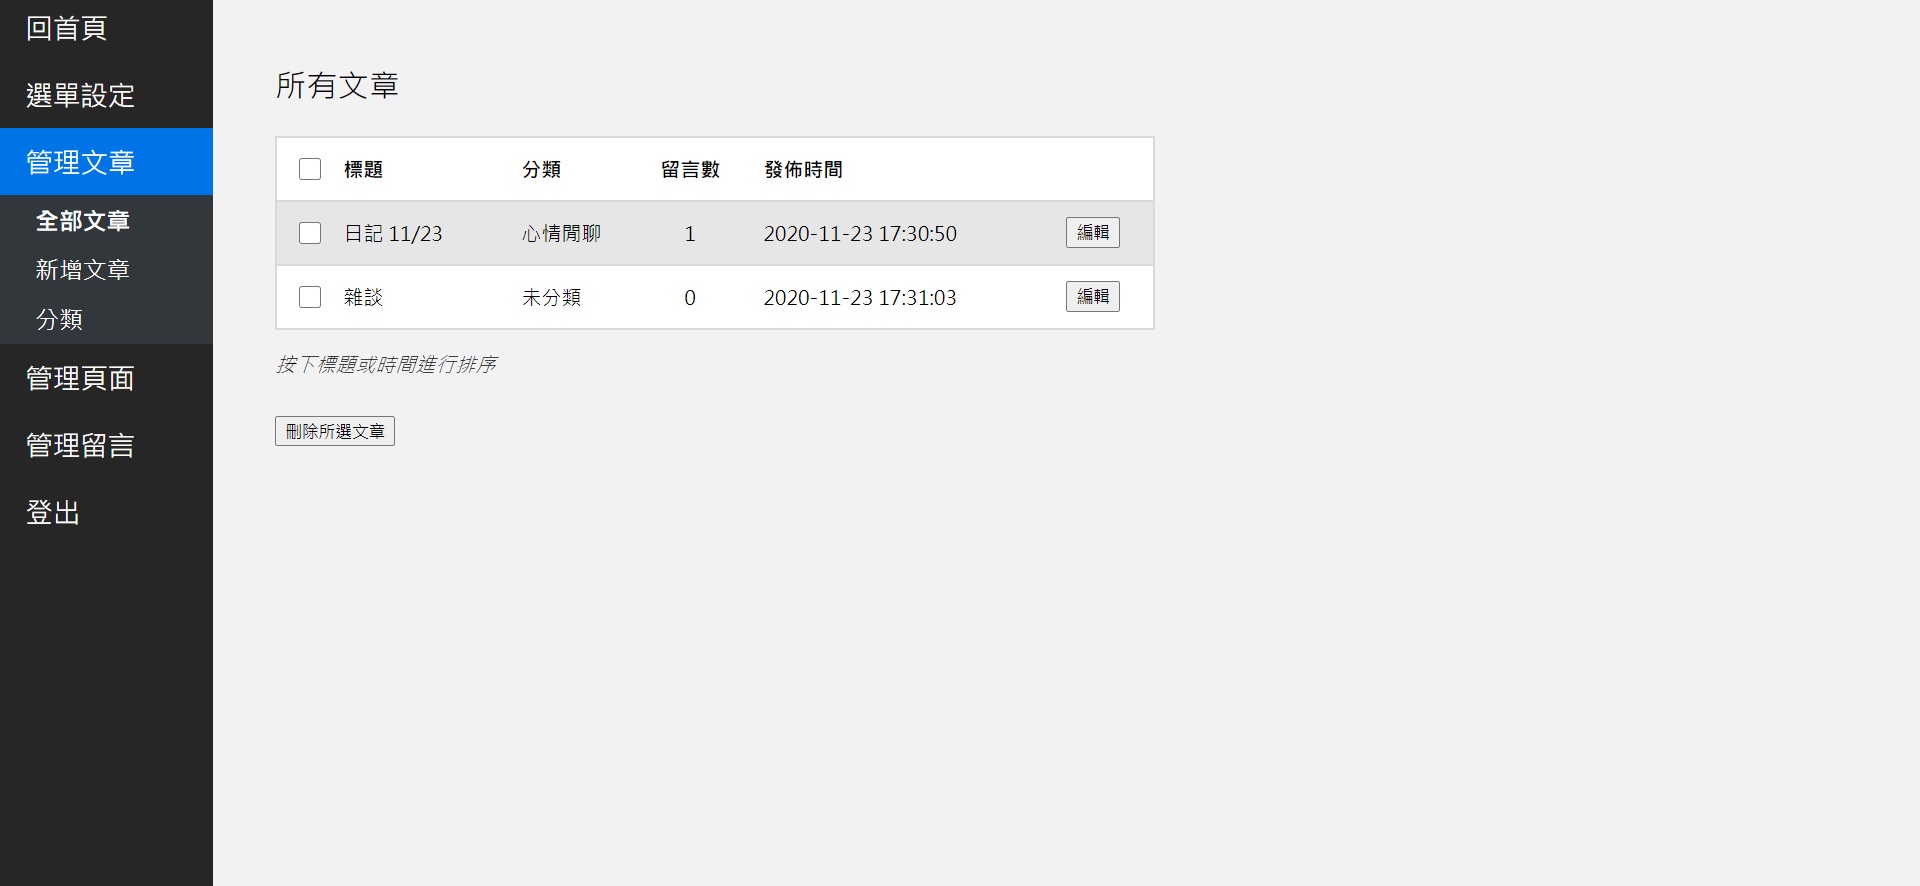 回首頁
選單設定
管理文章
全部文章
新增文章
分類
管理頁面
管理留言
登出
所有文章
標題 分類 留言數 發佈時間
日記 11/23 心情閒聊 1 2020-11-23 17:30:50 編輯
雜談 未分類 0 2020-11-23 17:31:03 編輯
按下標題或時間進行排序
刪除所選文章